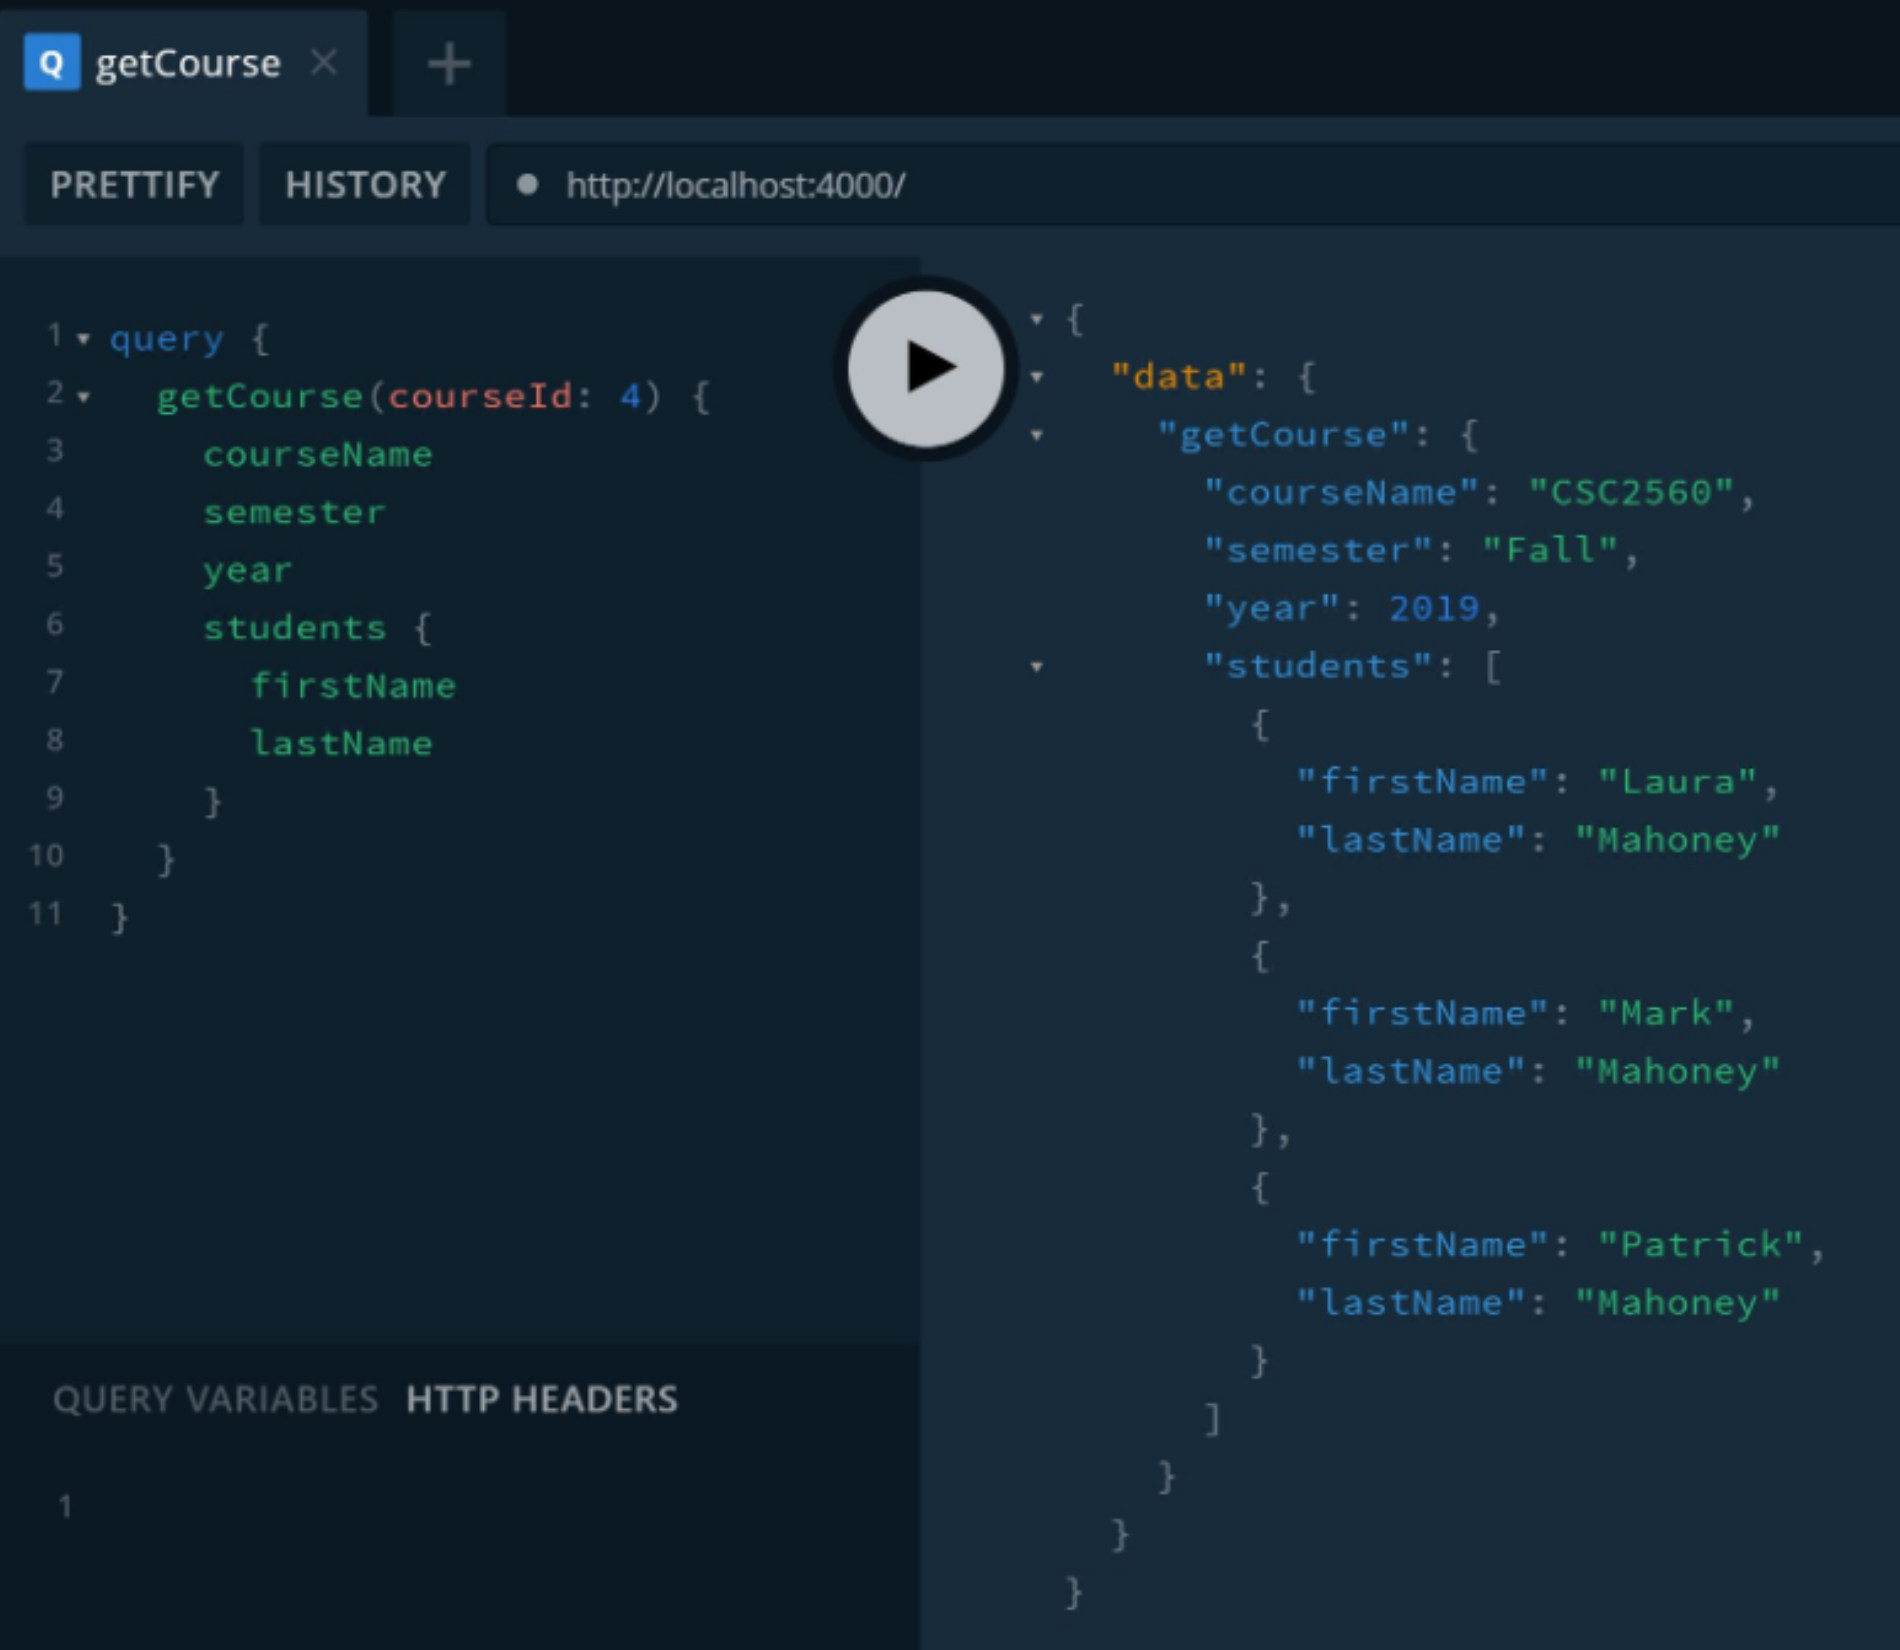 Q getCourse × +
PRETTIFY HISTORY http://localhost:4000/
1 query {
2 getCourse(courseId: 4) {
3 courseName
4 semester
5 year
6 students {
7 firstName
8 lastName
9 }
10 }
11 }
{
"data": {
"getCourse": {
"courseName": "CSC2560",
"semester": "Fall",
"year": 2019,
"students": [
{
"firstName": "Laura",
"lastName": "Mahoney"
},
{
"firstName": "Mark",
"lastName": "Mahoney"
},
{
"firstName": "Patrick",
"lastName": "Mahoney"
}
]
}
}
}
QUERY VARIABLES HTTP HEADERS
1